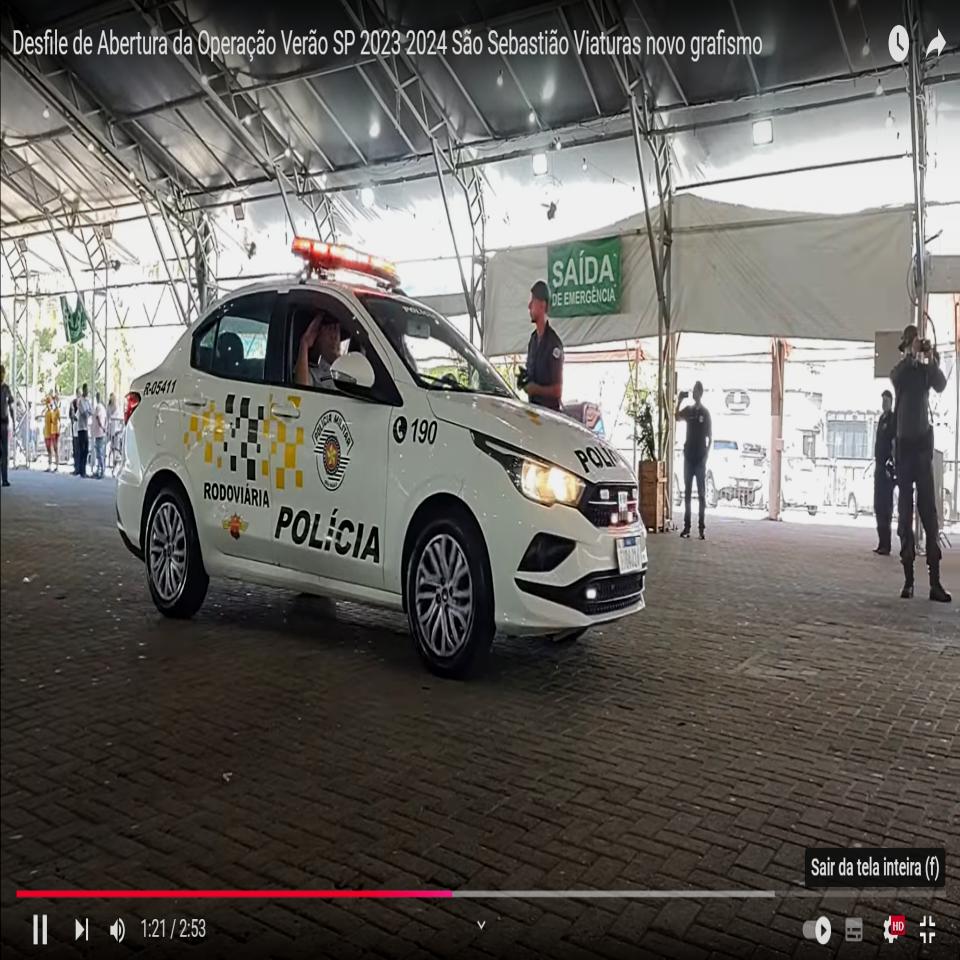 Desfile de Abertura da Operação Verão SP 2023 2024 São Sebastião Viaturas novo grafismo
SAÍDA
DE EMERGÊNCIA
R-05411
190
POLÍCIA MILITAR
RODOVIÁRIA
POLÍCIA
Sair da tela inteira (f)
1:21 / 2:53
HD